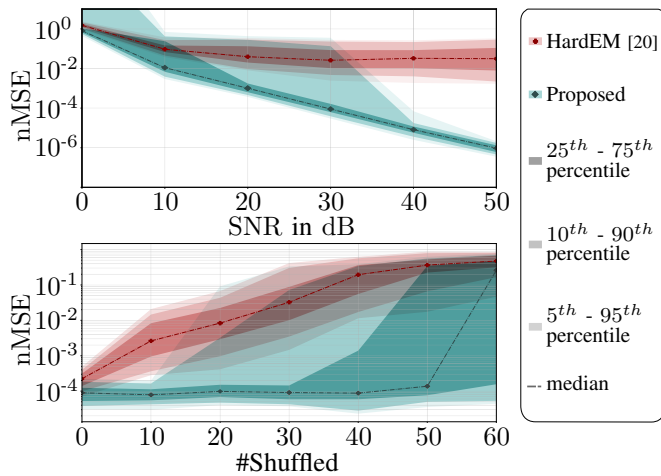 10^0
10^{-2}
10^{-4}
10^{-6}
nMSE
0 10 20 30 40 50
SNR in dB
10^{-1}
10^{-2}
10^{-3}
10^{-4}
nMSE
0 10 20 30 40 50 60
#Shuffled
HardEM [20]
Proposed
25^{th} - 75^{th}
percentile
10^{th} - 90^{th}
percentile
5^{th} - 95^{th}
percentile
median